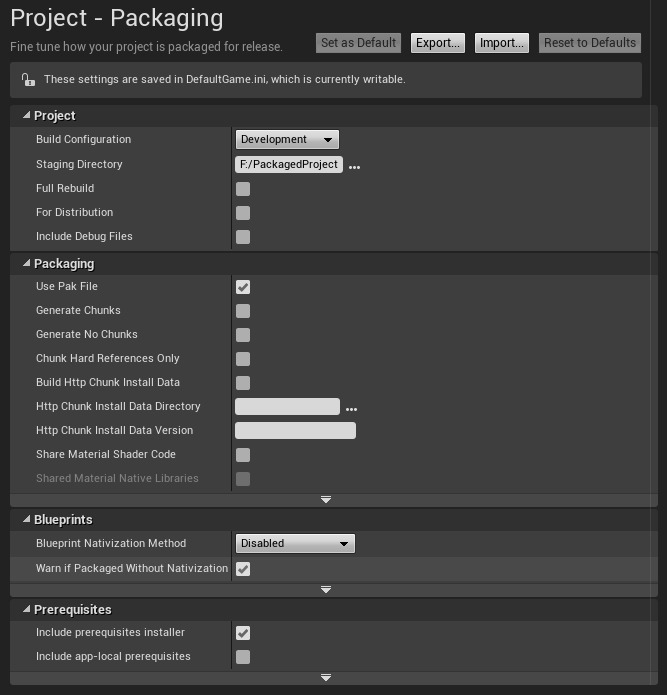 Project - Packaging
Fine tune how your project is packaged for release.
Set as Default
Export...
Import...
Reset to Defaults
These settings are saved in DefaultGame.ini, which is currently writable.
Project
Build Configuration
Development
Staging Directory
F:/PackagedProject
...
Full Rebuild
For Distribution
Include Debug Files
Packaging
Use Pak File
Generate Chunks
Generate No Chunks
Chunk Hard References Only
Build Http Chunk Install Data
Http Chunk Install Data Directory
...
Http Chunk Install Data Version
Share Material Shader Code
Shared Material Native Libraries
Blueprints
Blueprint Nativization Method
Disabled
Warn if Packaged Without Nativization
Prerequisites
Include prerequisites installer
Include app-local prerequisites